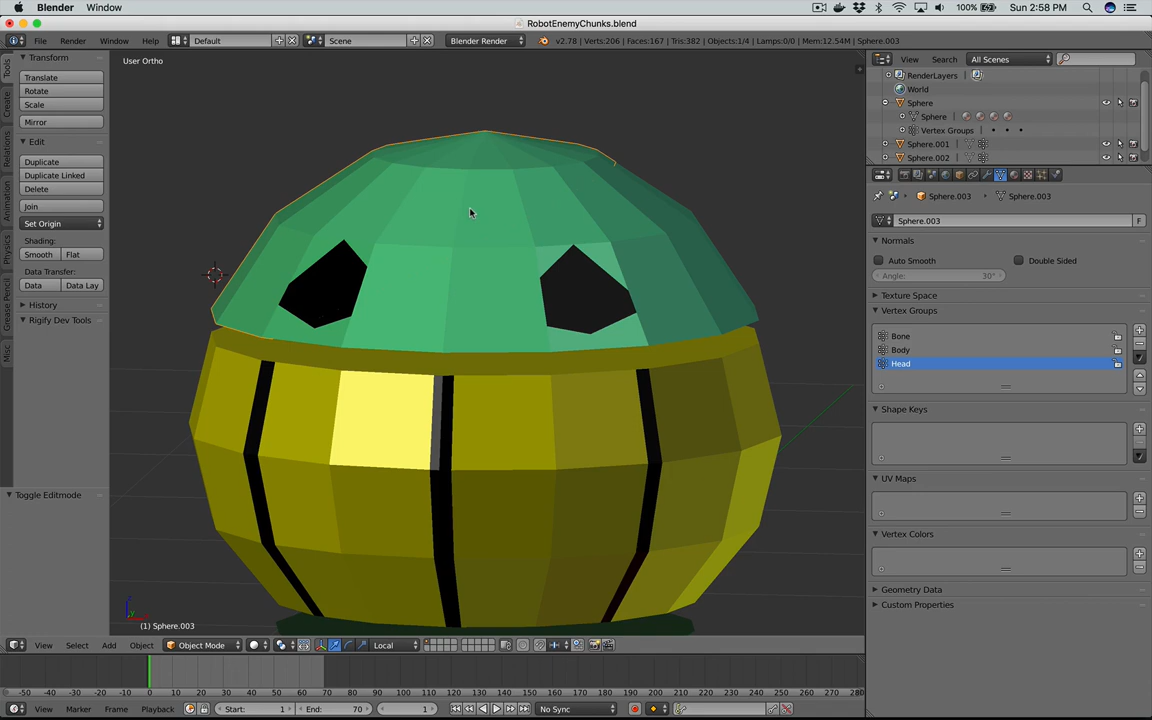 Blender Window 100% Sun 2:58 PM
RobotEnemyChunks.blend
File Render Window Help Default Scene Blender Render v2.78 | Verts:206 | Faces:167 | Tris:382 | Objects:1/4 | Lamps:0/0 | Mem:12.54M | Sphere.003
Tools
Create
Relations
Animation
Physics
Grease Pencil
Misc
Transform
Translate
Rotate
Scale
Mirror
Edit
Duplicate
Duplicate Linked
Delete
Join
Set Origin
Shading:
Smooth Flat
Data Transfer:
Data Data Lay
History
Rigify Dev Tools
Toggle Editmode
User Ortho
(1) Sphere.003
View Search All Scenes
RenderLayers
World
Sphere
Sphere
Vertex Groups
Sphere.001
Sphere.002
Sphere.003 Sphere.003
Sphere.003 F
Normals
Auto Smooth Double Sided
Angle: 30°
Texture Space
Vertex Groups
Bone
Body
Head
Shape Keys
UV Maps
Vertex Colors
Geometry Data
Custom Properties
View Select Add Object Object Mode Local
-50 -40 -30 -20 -10 0 10 20 30 40 50 60 70 80 90 100 110 120 130 140 150 160 170 180 190 200 210 220 230 240 250 260 270 280
View Marker Frame Playback Start: 1 End: 70 1 No Sync